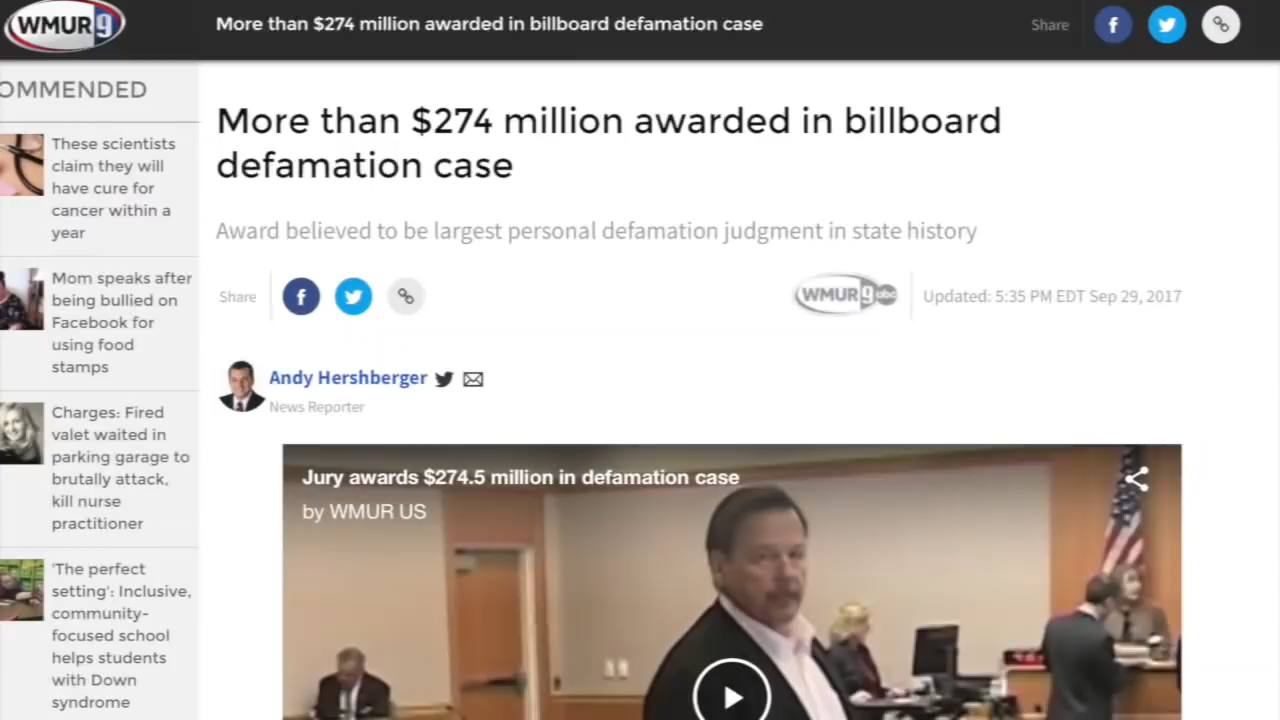 WMUR 9
More than $274 million awarded in billboard defamation case
Share
OMMENDED
These scientists
claim they will
have cure for
cancer within a
year
Mom speaks after
being bullied on
Facebook for
using food
stamps
Charges: Fired
valet waited in
parking garage to
brutally attack,
kill nurse
practitioner
'The perfect
setting': Inclusive,
community-
focused school
helps students
with Down
syndrome
More than $274 million awarded in billboard
defamation case
Award believed to be largest personal defamation judgment in state history
Share
WMUR 9 abc
Updated: 5:35 PM EDT Sep 29, 2017
Andy Hershberger
News Reporter
Jury awards $274.5 million in defamation case
by WMUR US